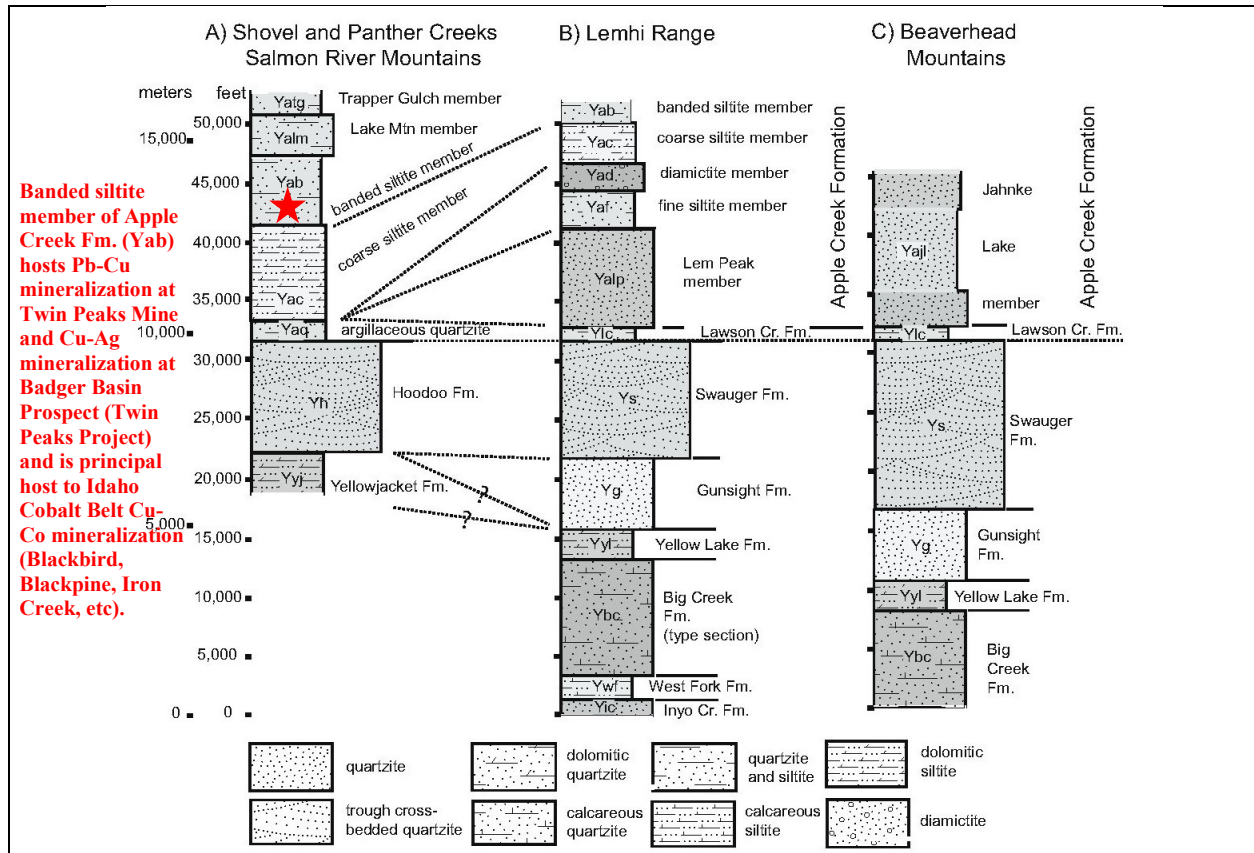 A) Shovel and Panther Creeks
Salmon River Mountains
B) Lemhi Range
C) Beaverhead
Mountains
meters feet
50,000
15,000
45,000
40,000
35,000
10,000
30,000
25,000
20,000
5,000
15,000
10,000
5,000
0 0
Banded siltite
member of Apple
Creek Fm. (Yab)
hosts Pb-Cu
mineralization at
Twin Peaks Mine
and Cu-Ag
mineralization at
Badger Basin
Prospect (Twin
Peaks Project)
and is principal
host to Idaho
Cobalt Belt Cu-
Co mineralization
(Blackbird,
Blackpine, Iron
Creek, etc).
Yatg Trapper Gulch member
Yalm Lake Mtn member
Yab
Yac
Yaq argillaceous quartzite
Yh Hoodoo Fm.
Yyj Yellowjacket Fm.
banded siltite member
coarse siltite member
?
?
Yab banded siltite member
Yac coarse siltite member
Yad diamictite member
Yaf fine siltite member
Yalp Lem Peak
member
Ylc Lawson Cr. Fm.
Ys Swauger Fm.
Yg Gunsight Fm.
Yyl Yellow Lake Fm.
Ybc Big Creek
Fm.
(type section)
Ywf West Fork Fm.
Yic Inyo Cr. Fm.
Apple Creek Formation
Jahnke
Yajl Lake
member
Ylc Lawson Cr. Fm.
Ys Swauger
Fm.
Yg Gunsight
Fm.
Yyl Yellow Lake Fm.
Ybc Big
Creek
Fm.
Apple Creek Formation
quartzite
dolomitic
quartzite
quartzite
and siltite
dolomitic
siltite
trough cross-
bedded quartzite
calcareous
quartzite
calcareous
siltite
diamictite